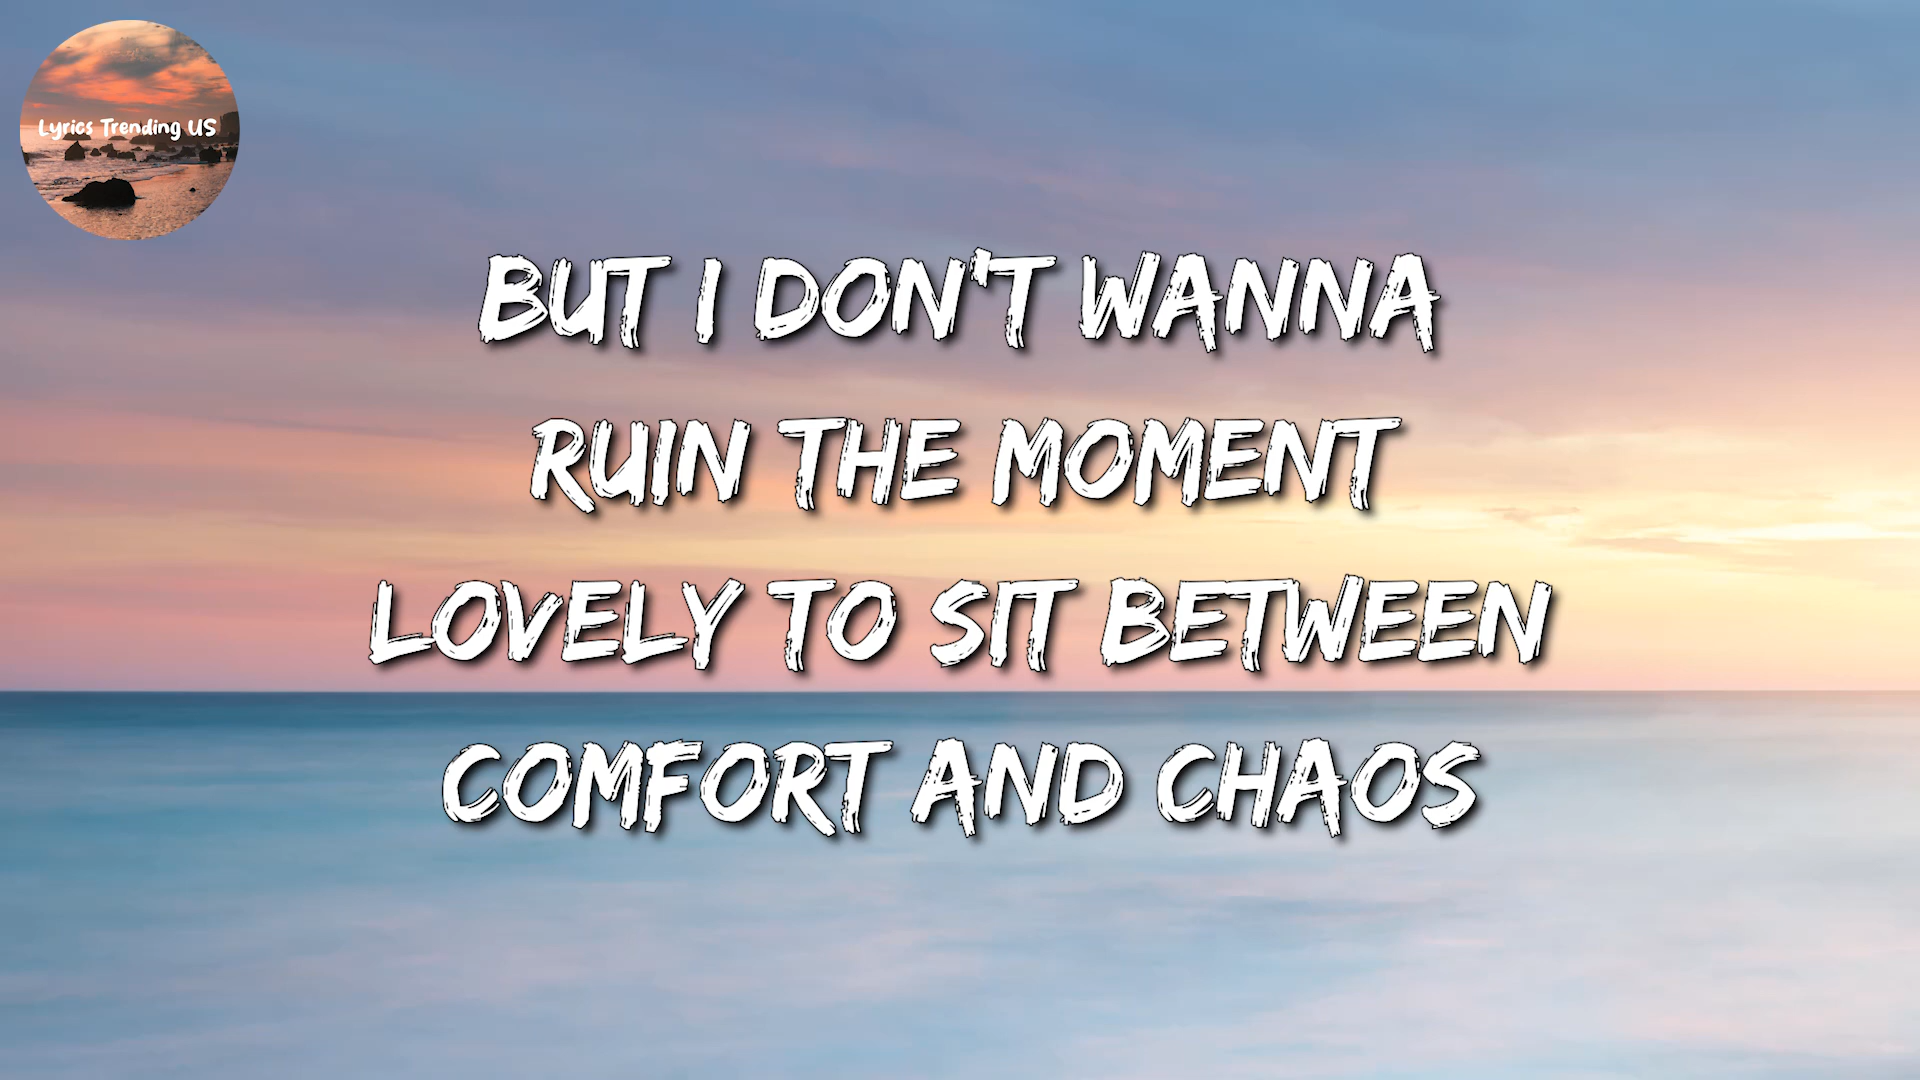 Lyrics Trending US
BUT I DON'T WANNA
RUIN THE MOMENT
LOVELY TO SIT BETWEEN
COMFORT AND CHAOS